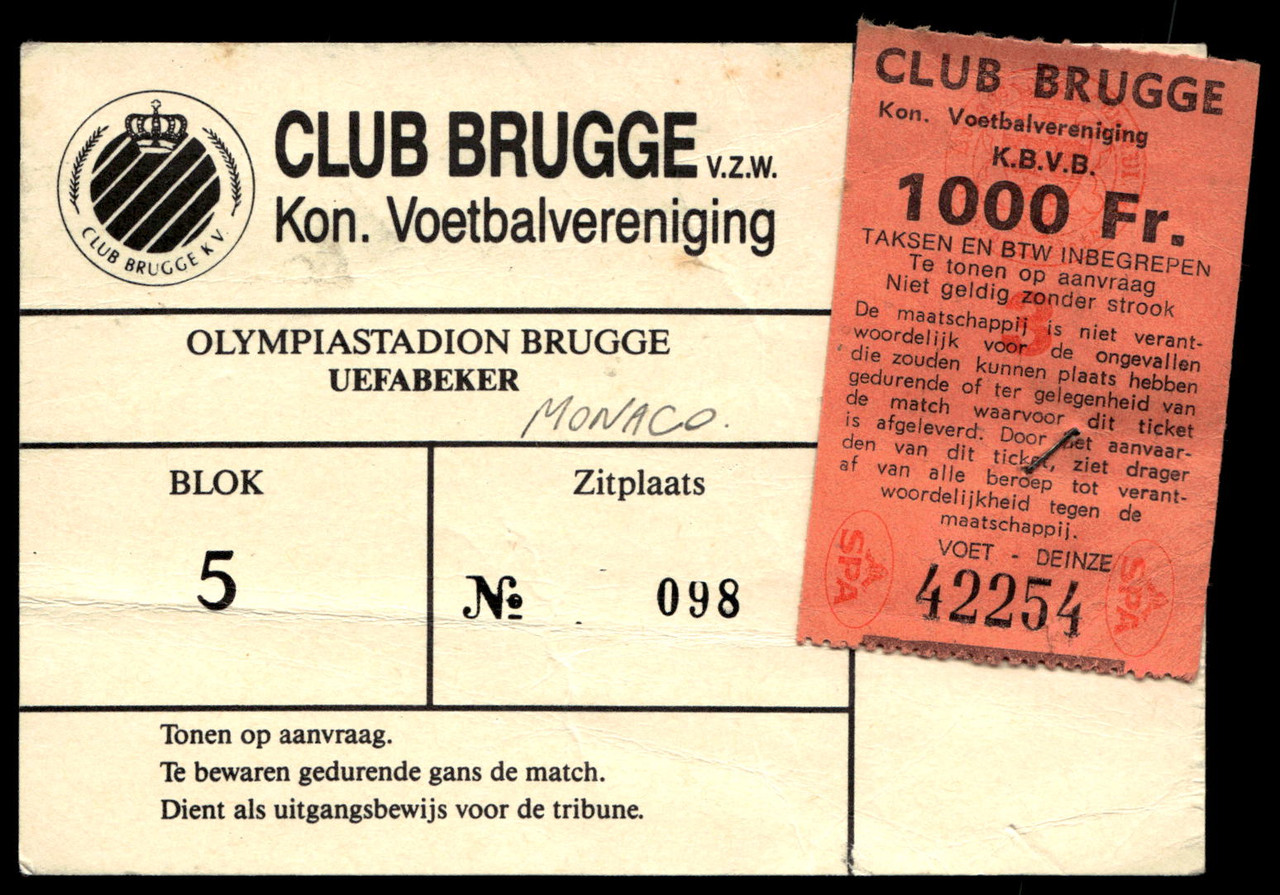 CLUB BRUGGE K.V.
CLUB BRUGGE V.Z.W.
Kon. Voetbalvereniging
OLYMPIASTADION BRUGGE
UEFABEKER
MONACO.
BLOK
Zitplaats
5
№ 098
Tonen op aanvraag.
Te bewaren gedurende gans de match.
Dient als uitgangsbewijs voor de tribune.
CLUB BRUGGE
Kon. Voetbalvereniging
K.B.V.B.
1000 Fr.
TAKSEN EN BTW INBEGREPEN
Te tonen op aanvraag
Niet geldig zonder strook
3
De maatschappij is niet verant-
woordelijk voor de ongevallen
die zouden kunnen plaats hebben
gedurende of ter gelegenheid van
de match waarvoor dit ticket
is afgeleverd. Door het aanvaar-
den van dit ticket, ziet drager
af van alle beroep tot verant-
woordelijkheid tegen de
maatschappij.
VOET - DEINZE
42254
SPA
SPA